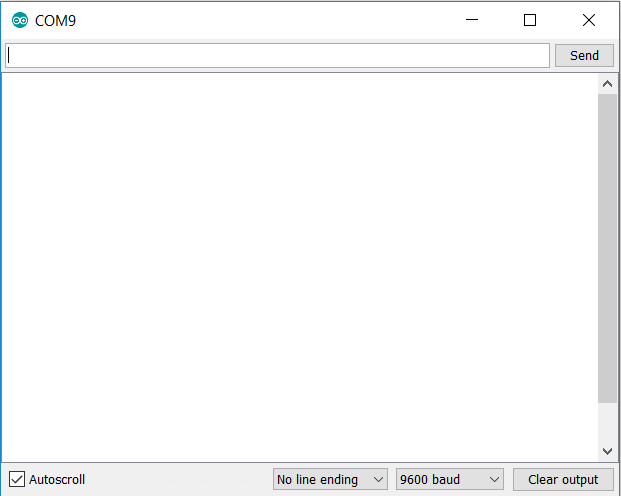 COM9
Send
Autoscroll No line ending 9600 baud Clear output